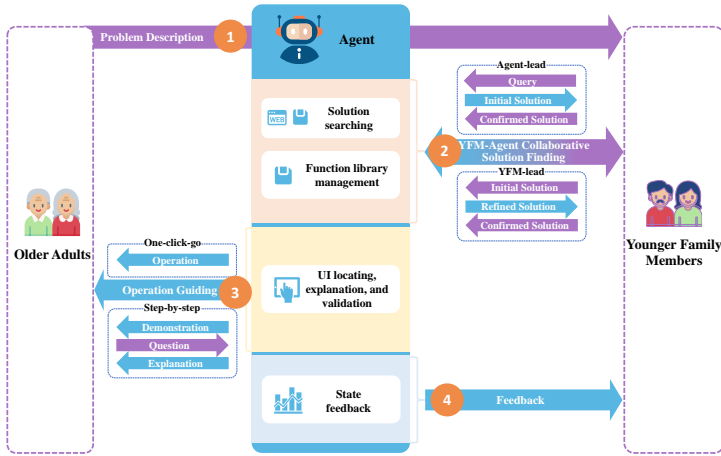 Problem Description
1
Agent
Agent-lead
Query
Initial Solution
Confirmed Solution
WEB
Solution
searching
2
YFM-Agent Collaborative
Solution Finding
Function library
management
YFM-lead
Initial Solution
Refined Solution
Confirmed Solution
Older Adults
Younger Family
Members
One-click-go
Operation
Operation Guiding
3
UI locating,
explanation, and
validation
Step-by-step
Demonstration
Question
Explanation
State
feedback
4
Feedback